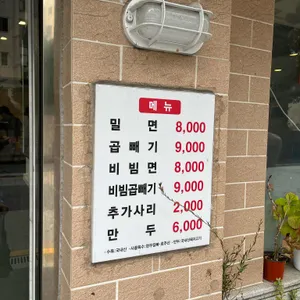 메뉴
밀 면 8,000
곱 빼 기 9,000
비 빔 면 8,000
비빔곱빼기 9,000
추가사리 2,000
만 두 6,000